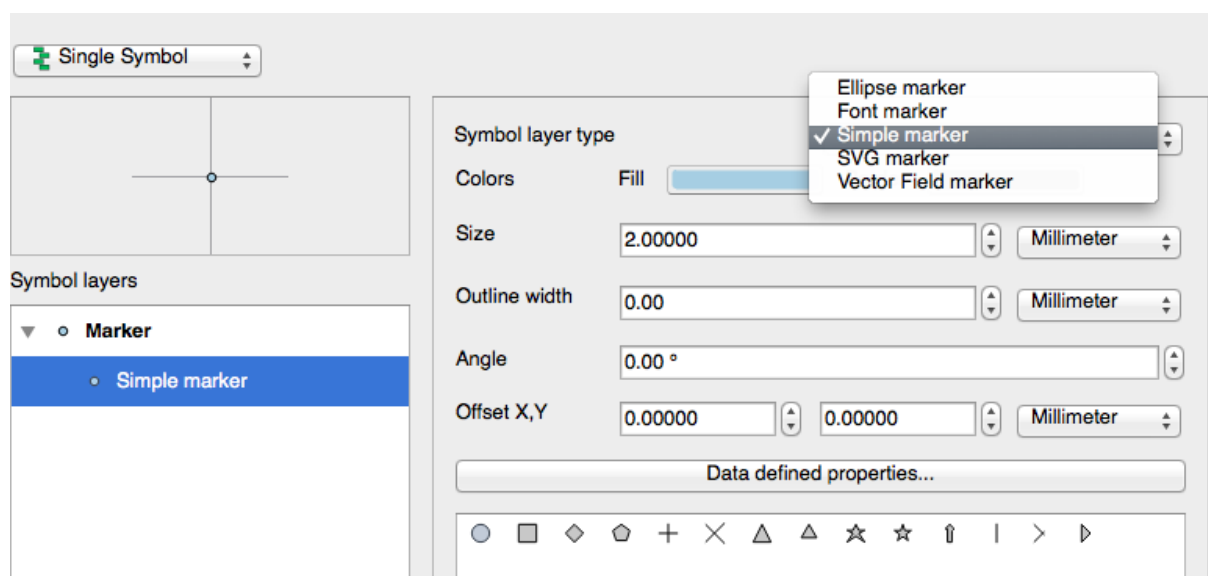 Single Symbol
Symbol layers
Marker
Simple marker
Ellipse marker
Font marker
✓ Simple marker
SVG marker
Vector Field marker
Symbol layer type
Colors Fill
Size 2.00000 Millimeter
Outline width 0.00 Millimeter
Angle 0.00 °
Offset X,Y 0.00000 0.00000 Millimeter
Data defined properties...